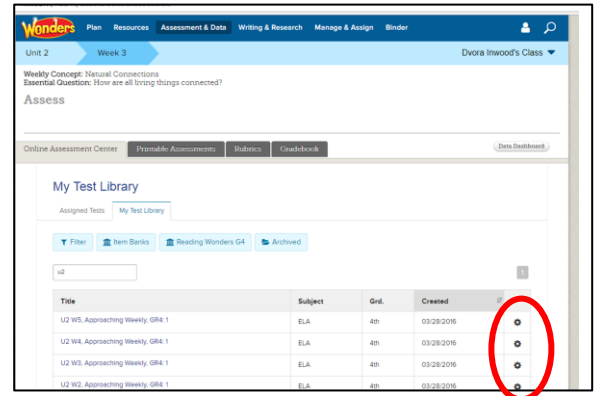 Wonders Plan Resources Assessment & Data Writing & Research Manage & Assign Binder
Unit 2 Week 3 Dvora Inwood's Class
Weekly Concept: Natural Connections
Essential Question: How are all living things connected?
Assess
Online Assessment Center Printable Assessments Rubrics Gradebook Data Dashboard
My Test Library
Assigned Tests My Test Library
Filter Item Banks Reading Wonders G4 Archived
u2 1
Title Subject Grd. Created
U2 W5, Approaching Weekly, GR4: 1 ELA 4th 03/28/2016
U2 W4, Approaching Weekly, GR4: 1 ELA 4th 03/28/2016
U2 W3, Approaching Weekly, GR4: 1 ELA 4th 03/28/2016
U2 W2, Approaching Weekly, GR4: 1 ELA 4th 03/28/2016